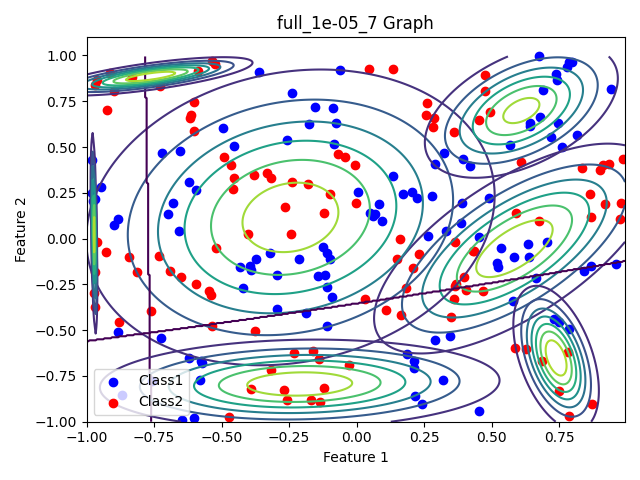 full_1e-05_7 Graph
Feature 2
1.00
0.75
0.50
0.25
0.00
−0.25
−0.50
−0.75
−1.00
Class1
Class2
−1.00 −0.75 −0.50 −0.25 0.00 0.25 0.50 0.75
Feature 1